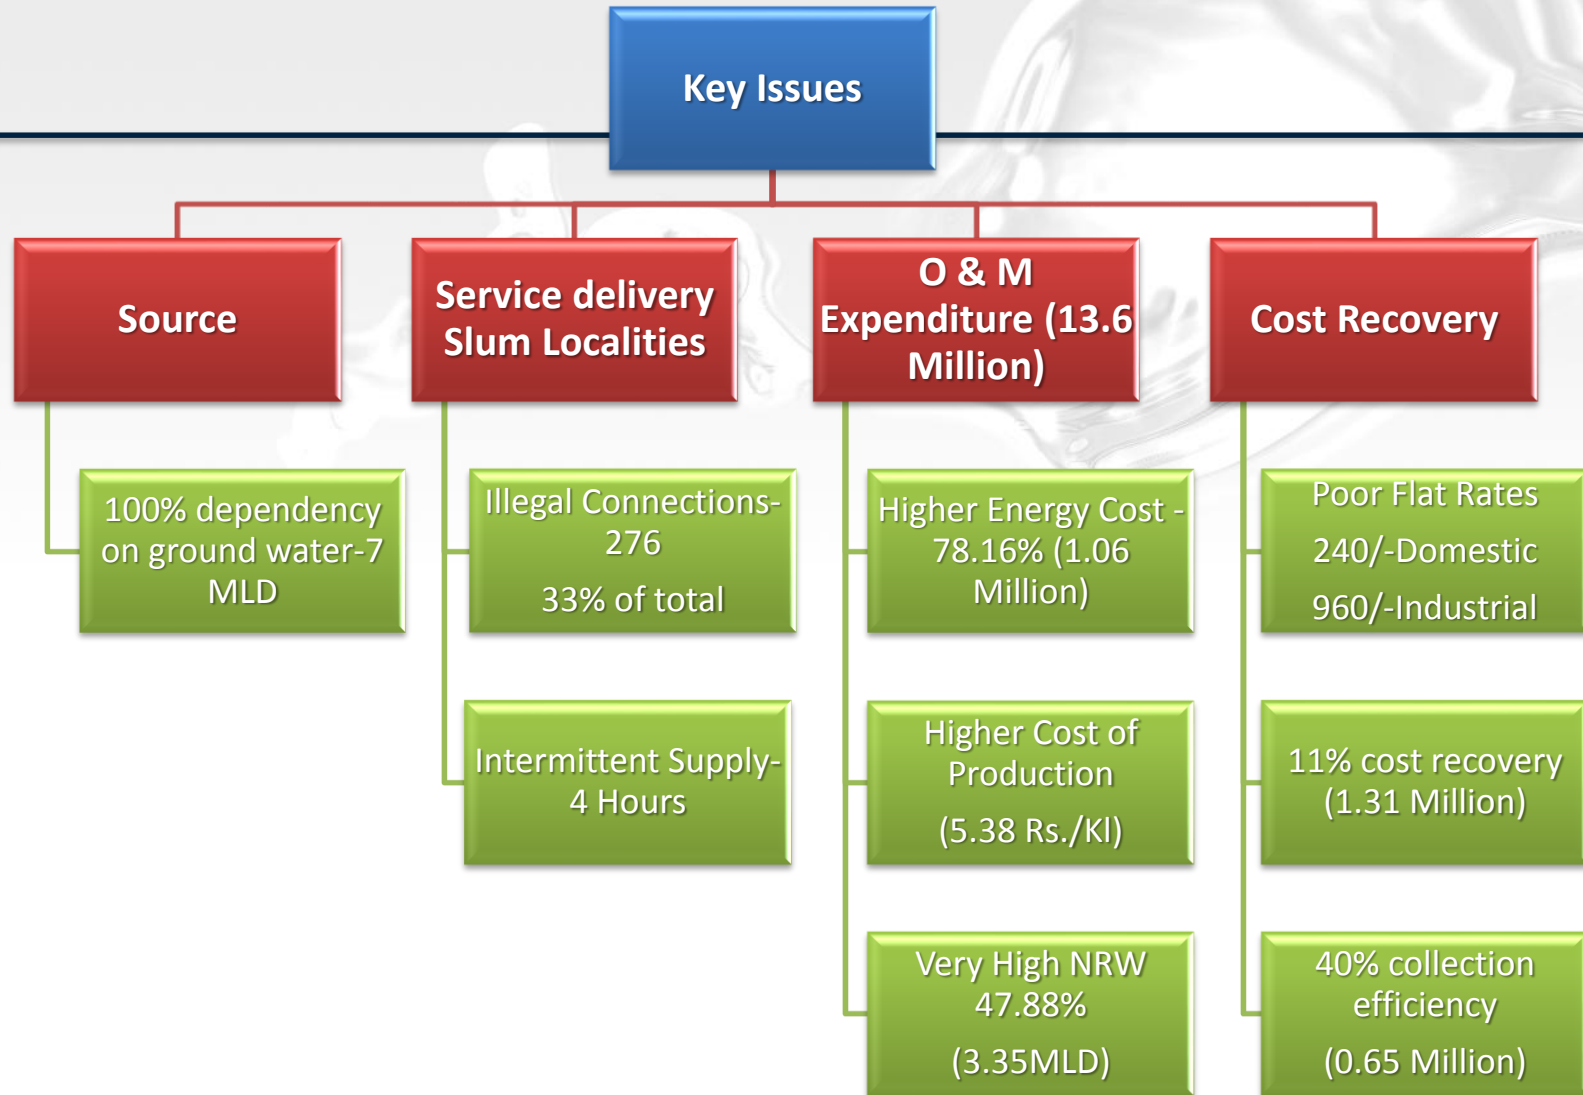 Key Issues
Source
100% dependency
on ground water-7
MLD
Service delivery
Slum Localities
Illegal Connections-
276
33% of total
Intermittent Supply-
4 Hours
O & M
Expenditure (13.6
Million)
Higher Energy Cost -
78.16% (1.06
Million)
Higher Cost of
Production
(5.38 Rs./Kl)
Very High NRW
47.88%
(3.35MLD)
Cost Recovery
Poor Flat Rates
240/-Domestic
960/-Industrial
11% cost recovery
(1.31 Million)
40% collection
efficiency
(0.65 Million)